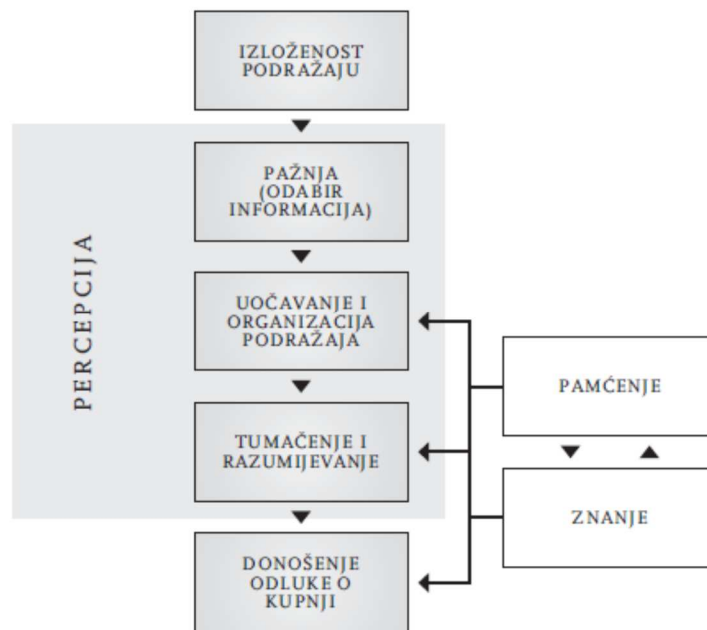 IZLOŽENOST
PODRAŽAJU
PERCEPCIJA
PAŽNJA
(ODABIR
INFORMACIJA)
UOČAVANJE I
ORGANIZACIJA
PODRAŽAJA
TUMAČENJE I
RAZUMIJEVANJE
DONOŠENJE
ODLUKE O
KUPNJI
PAMĆENJE
ZNANJE